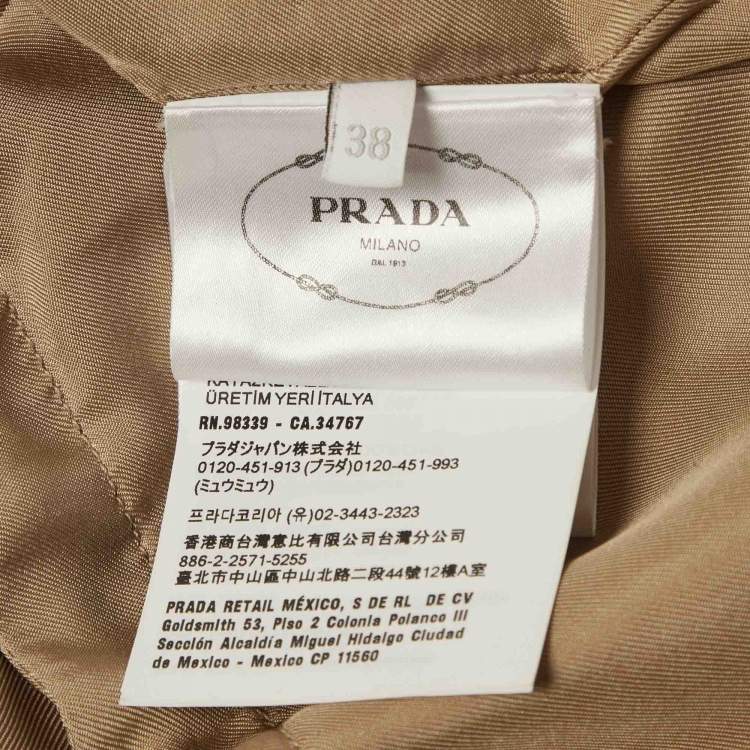 38
PRADA
MILANO
DAL 1913
ÜRETİM YERİ İTALYA
RN.98339 - CA.34767
プラダジャパン株式会社
0120-451-913 (プラダ)0120-451-993
(ミュウミュウ)
프라다코리아 (유)02-3443-2323
香港商台灣意比有限公司台灣分公司
886-2-2571-5255
臺北市中山區中山北路二段44號12樓A室
PRADA RETAIL MÉXICO, S DE RL DE CV
Goldsmith 53, Piso 2 Colonia Polanco III
Sección Alcaldía Miguel Hidalgo Ciudad
de Mexico - Mexico CP 11560